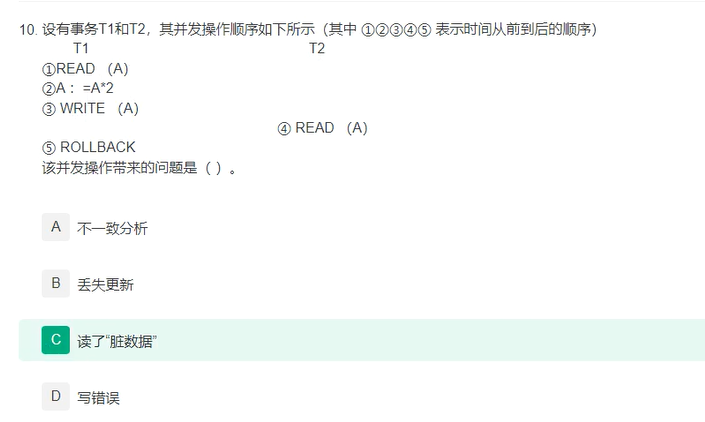 10. 设有事务T1和T2，其并发操作顺序如下所示（其中 ①②③④⑤ 表示时间从前到后的顺序）
T1 T2
①READ （A）
②A ：=A*2
③ WRITE （A）
④ READ （A）
⑤ ROLLBACK
该并发操作带来的问题是（ ）。
A 不一致分析
B 丢失更新
C 读了“脏数据”
D 写错误